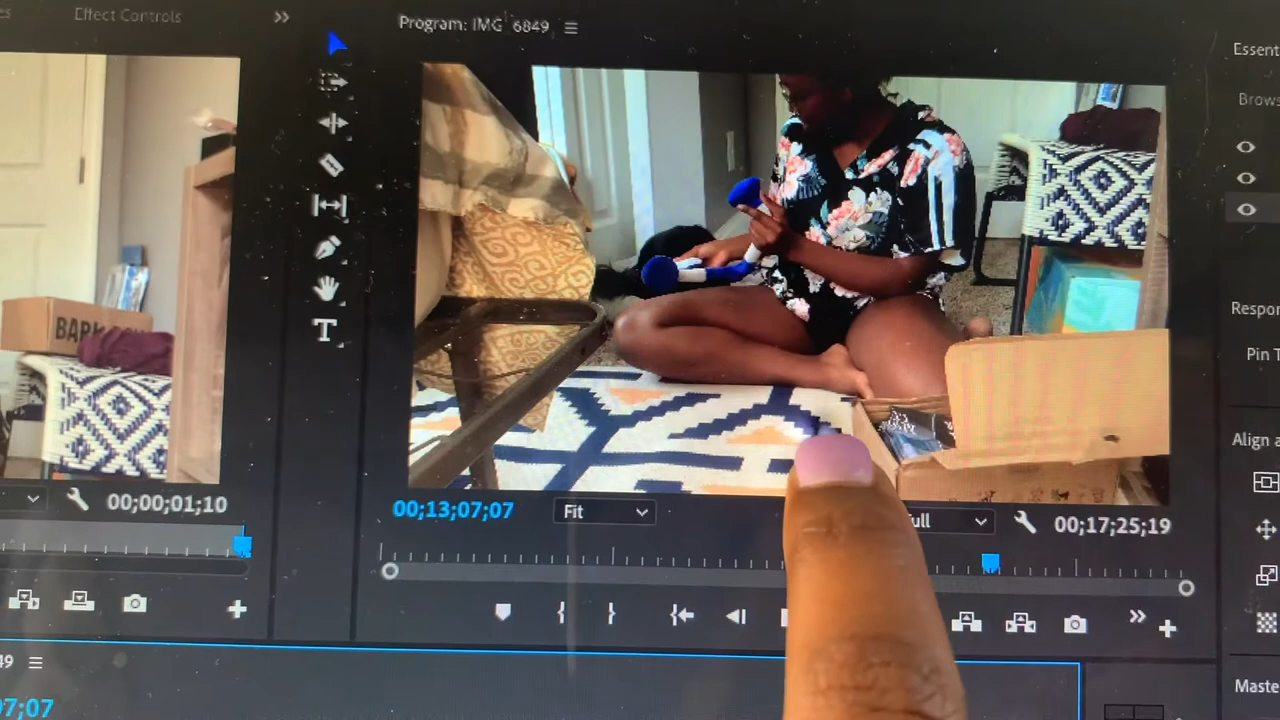 Effect Controls
Program: IMG 6849
Essent
Brows
BARK
T
Respon
Pin T
Align a
00;00;01;10
00;13;07;07
Fit
ull
00;17;25;19
49
07;07
Maste